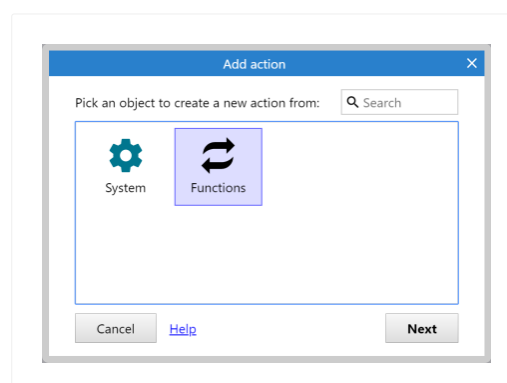 Add action
Pick an object to create a new action from:
Search
System
Functions
Cancel
Help
Next